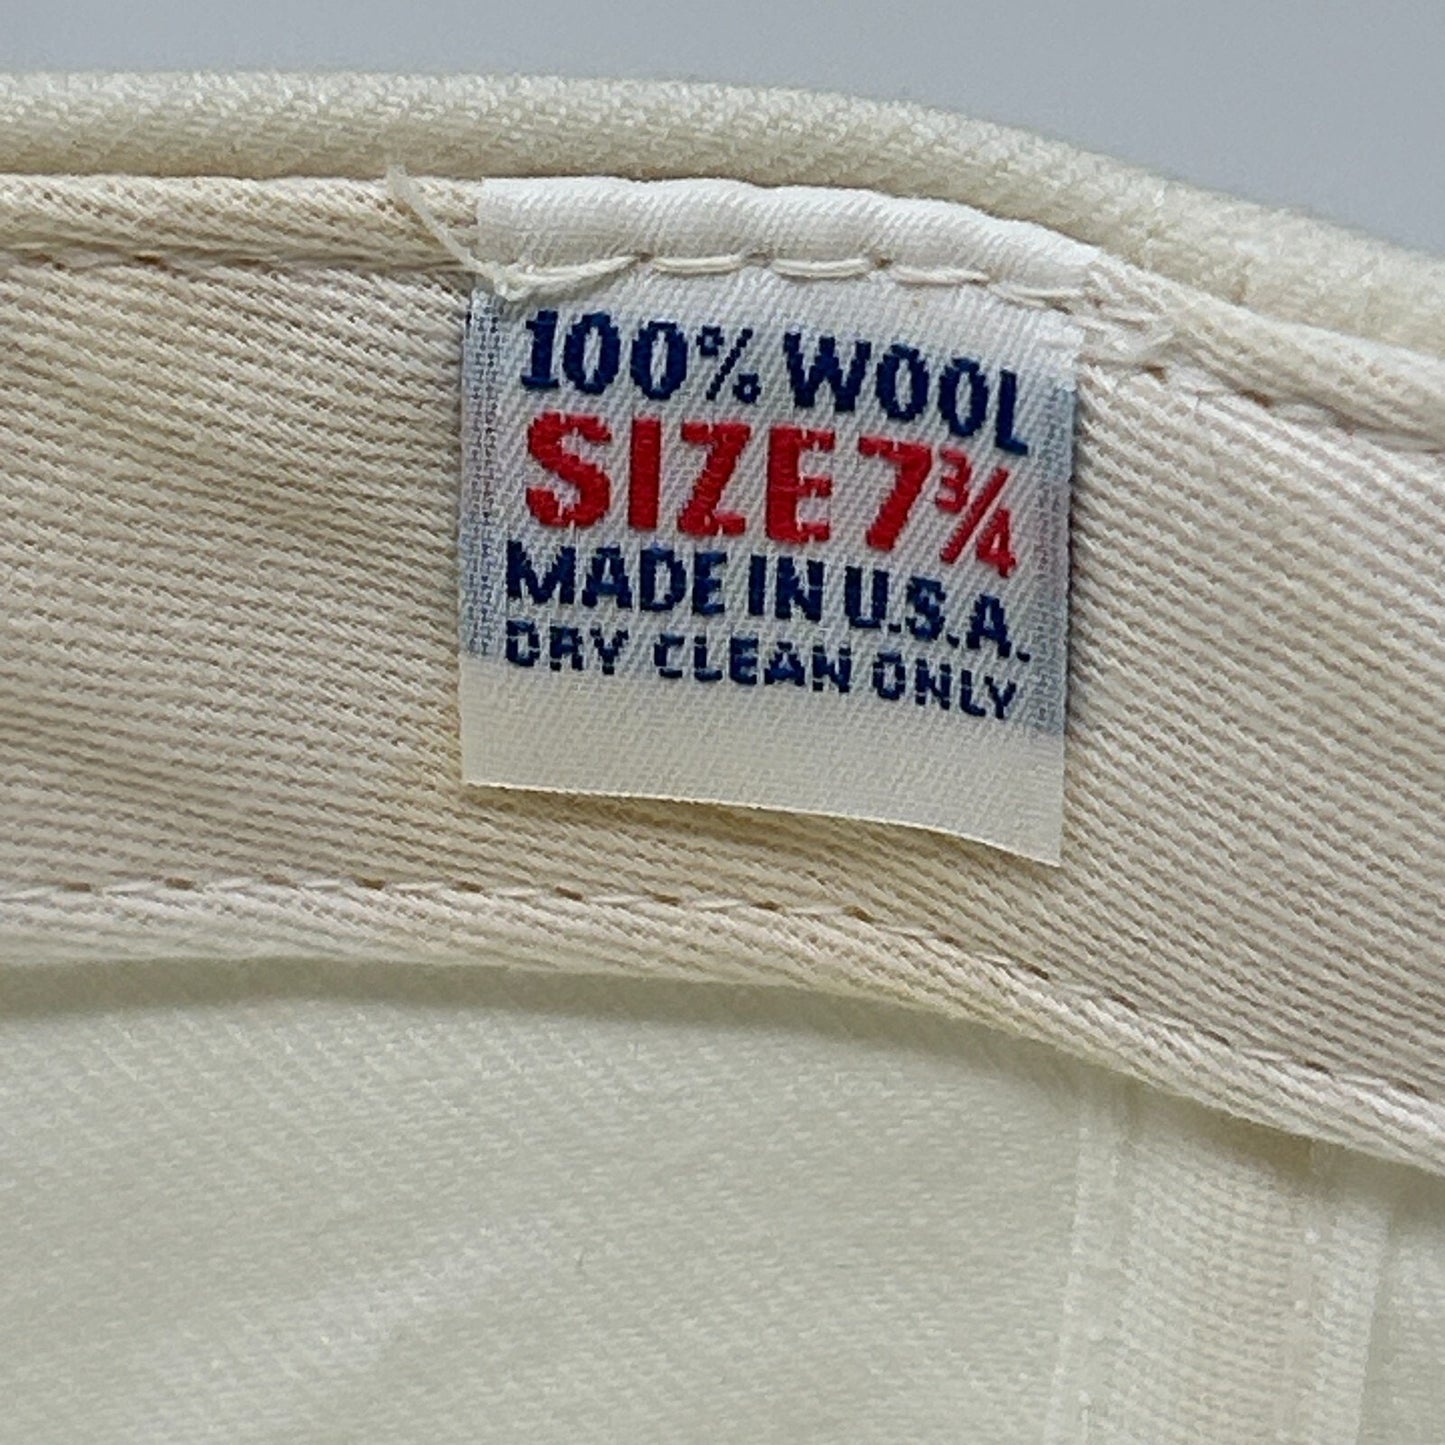 100% WOOL
SIZE 7¾
MADE IN U.S.A.
DRY CLEAN ONLY